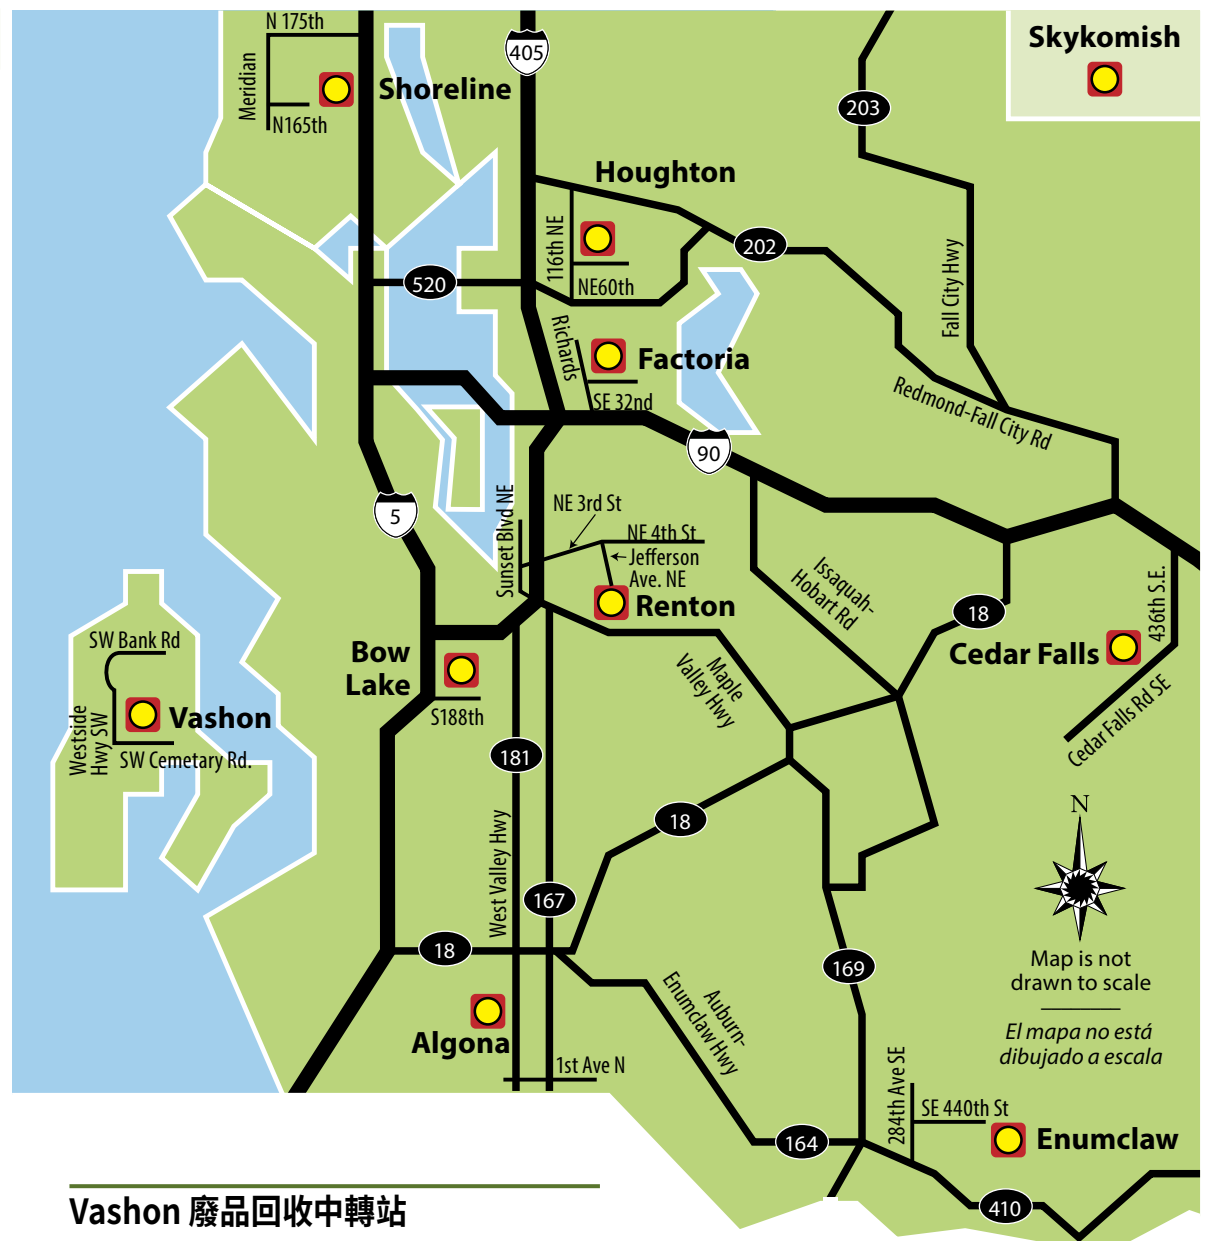 N 175th
Meridian
N165th
Shoreline
405
203
Skykomish
Houghton
116th NE
NE60th
202
520
Fall City Hwy
Richards
Factoria
SE 32nd
Redmond-Fall City Rd
90
5
Sunset Blvd NE
NE 3rd St
NE 4th St
Jefferson
Ave. NE
Renton
Issaquah-
Hobart Rd
18
436th S.E.
Cedar Falls
Cedar Falls Rd SE
SW Bank Rd
Vashon
Westside
Hwy SW
SW Cemetary Rd.
Bow
Lake
S188th
Maple
Valley Hwy
181
18
West Valley Hwy
167
18
169
N
Map is not
drawn to scale
El mapa no está
dibujado a escala
Algona
1st Ave N
Auburn-
Enumclaw Hwy
164
284th Ave SE
SE 440th St
Enumclaw
410
Vashon 廢品回收中轉站